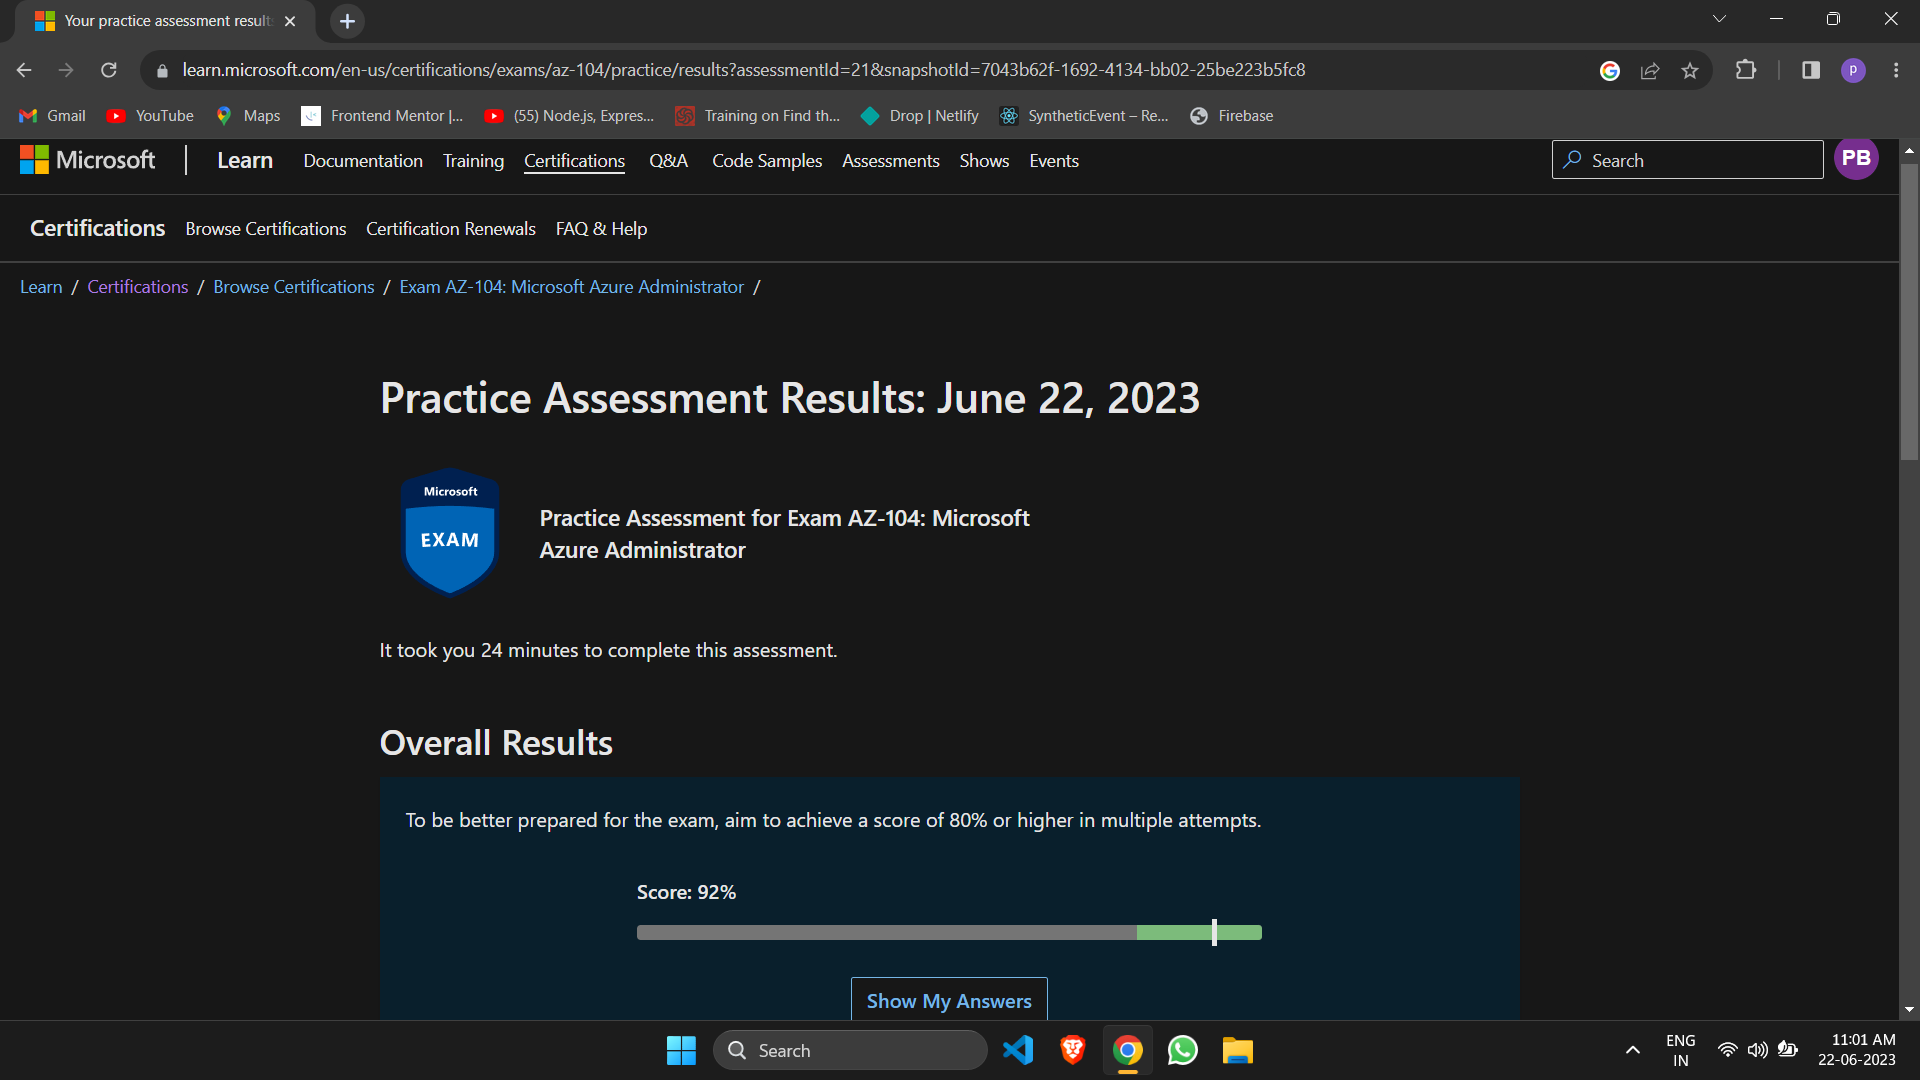 Your practice assessment result
learn.microsoft.com/en-us/certifications/exams/az-104/practice/results?assessmentId=21&snapshotId=7043b62f-1692-4134-bb02-25be223b5fc8
p
Gmail YouTube Maps Frontend Mentor |... (55) Node.js, Expres... Training on Find th... Drop | Netlify SyntheticEvent – Re... Firebase
Microsoft Learn Documentation Training Certifications Q&A Code Samples Assessments Shows Events Search PB
Certifications Browse Certifications Certification Renewals FAQ & Help
Learn / Certifications / Browse Certifications / Exam AZ-104: Microsoft Azure Administrator /
Practice Assessment Results: June 22, 2023
Microsoft
EXAM
Practice Assessment for Exam AZ-104: Microsoft
Azure Administrator
It took you 24 minutes to complete this assessment.
Overall Results
To be better prepared for the exam, aim to achieve a score of 80% or higher in multiple attempts.
Score: 92%
Show My Answers
Search
ENG
IN
11:01 AM
22-06-2023